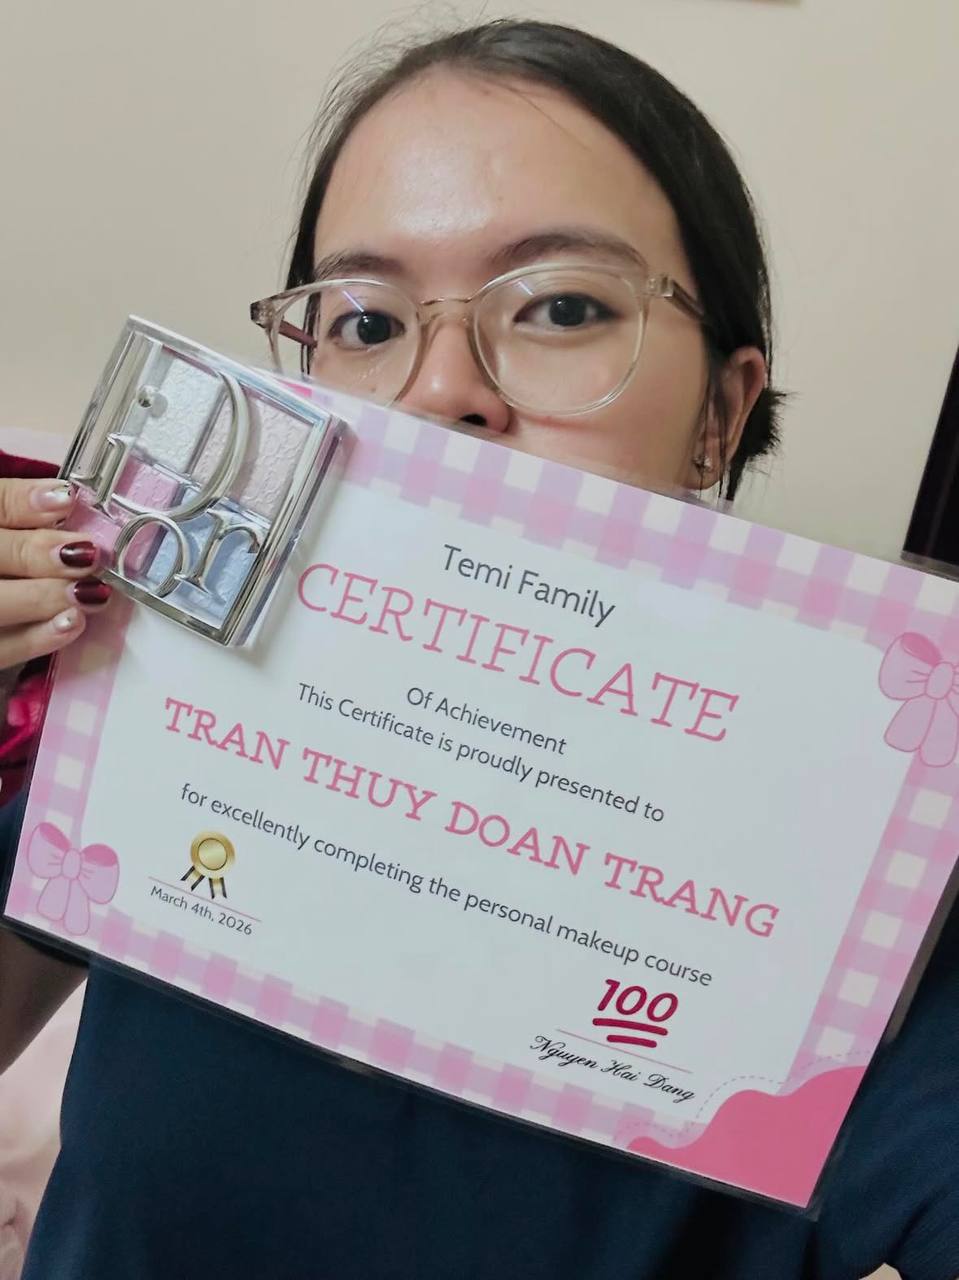 Dior
Temi Family
CERTIFICATE
Of Achievement
This Certificate is proudly presented to
TRAN THUY DOAN TRANG
for excellently completing the personal makeup course
March 4th, 2026
100
Nguyen Hai Dang